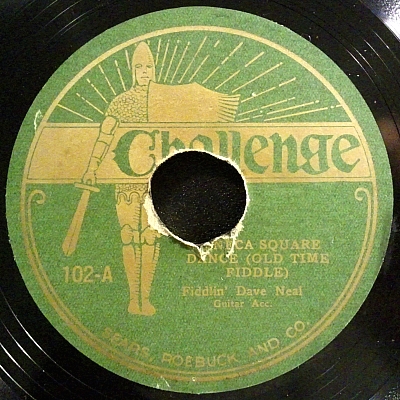 Challenge
SQUARE
102-A
DANCE (OLD TIME
FIDDLE)
Fiddlin' Dave Neal
Guitar Acc.
SEARS, ROEBUCK AND CO.